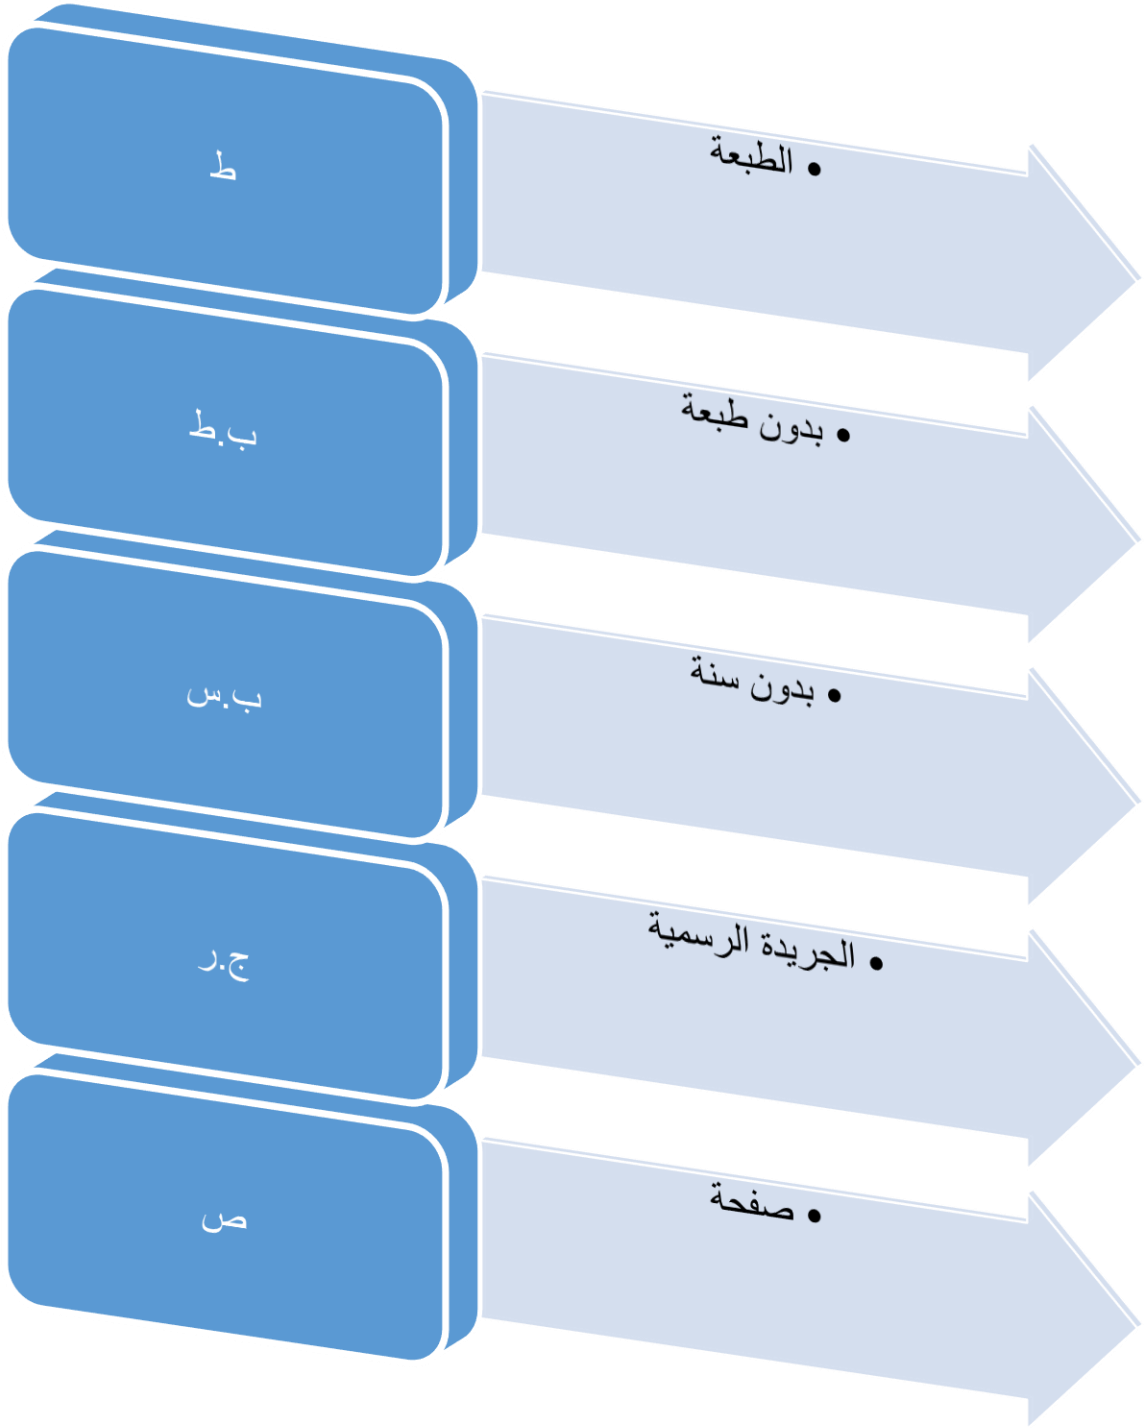 ط
• الطبعة
ب.ط
• بدون طبعة
ب.س
• بدون سنة
ج.ر
• الجريدة الرسمية
ص
• صفحة